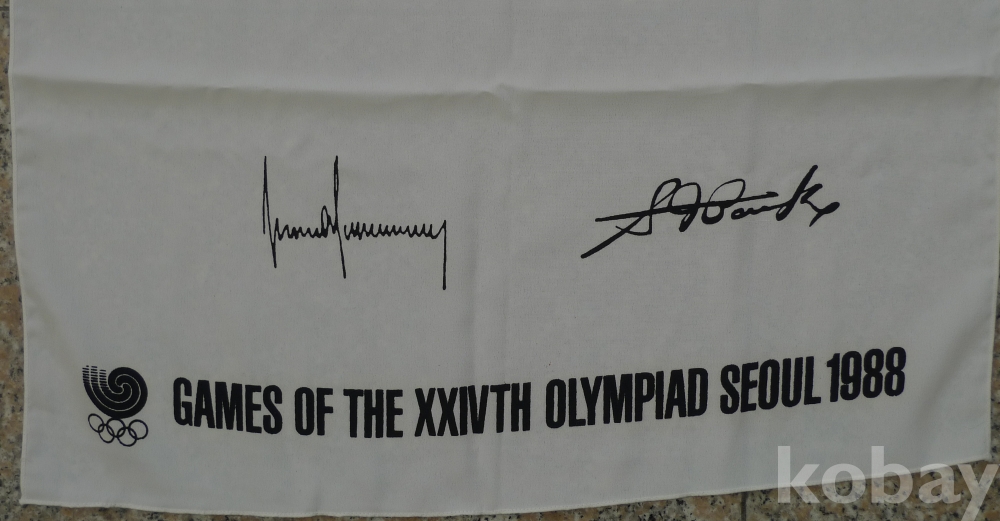 GAMES OF THE XXIVTH OLYMPIAD SEOUL 1988
kobay